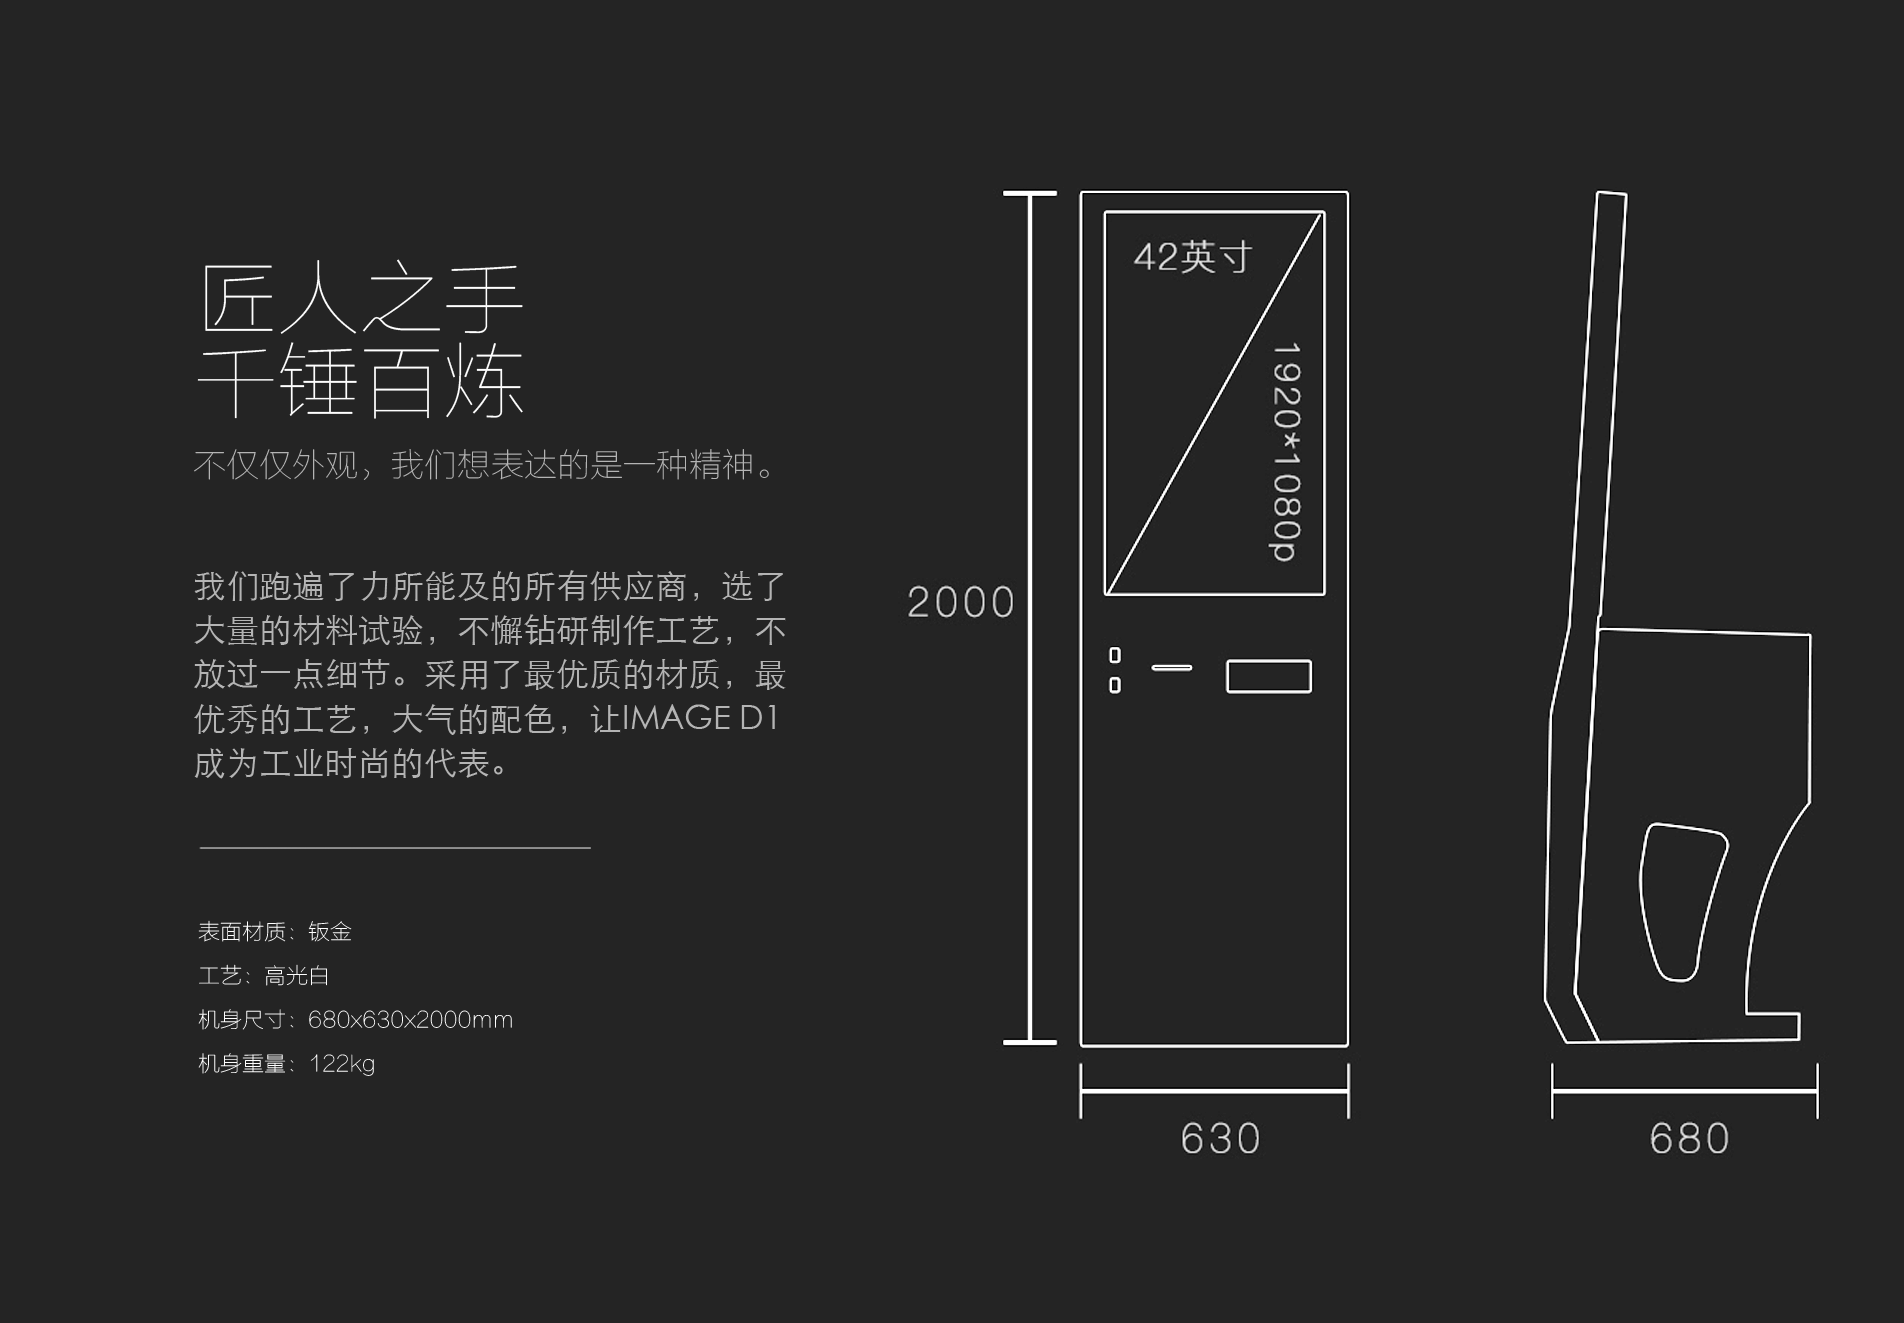 匠人之手
千锤百炼
不仅仅外观，我们想表达的是一种精神。
我们跑遍了力所能及的所有供应商，选了
大量的材料试验，不懈钻研制作工艺，不
放过一点细节。采用了最优质的材质，最
优秀的工艺，大气的配色，让IMAGE D1
成为工业时尚的代表。
表面材质：钣金
工艺：高光白
机身尺寸：680x630x2000mm
机身重量：122kg
42英寸
1920*1080p
2000
630
680